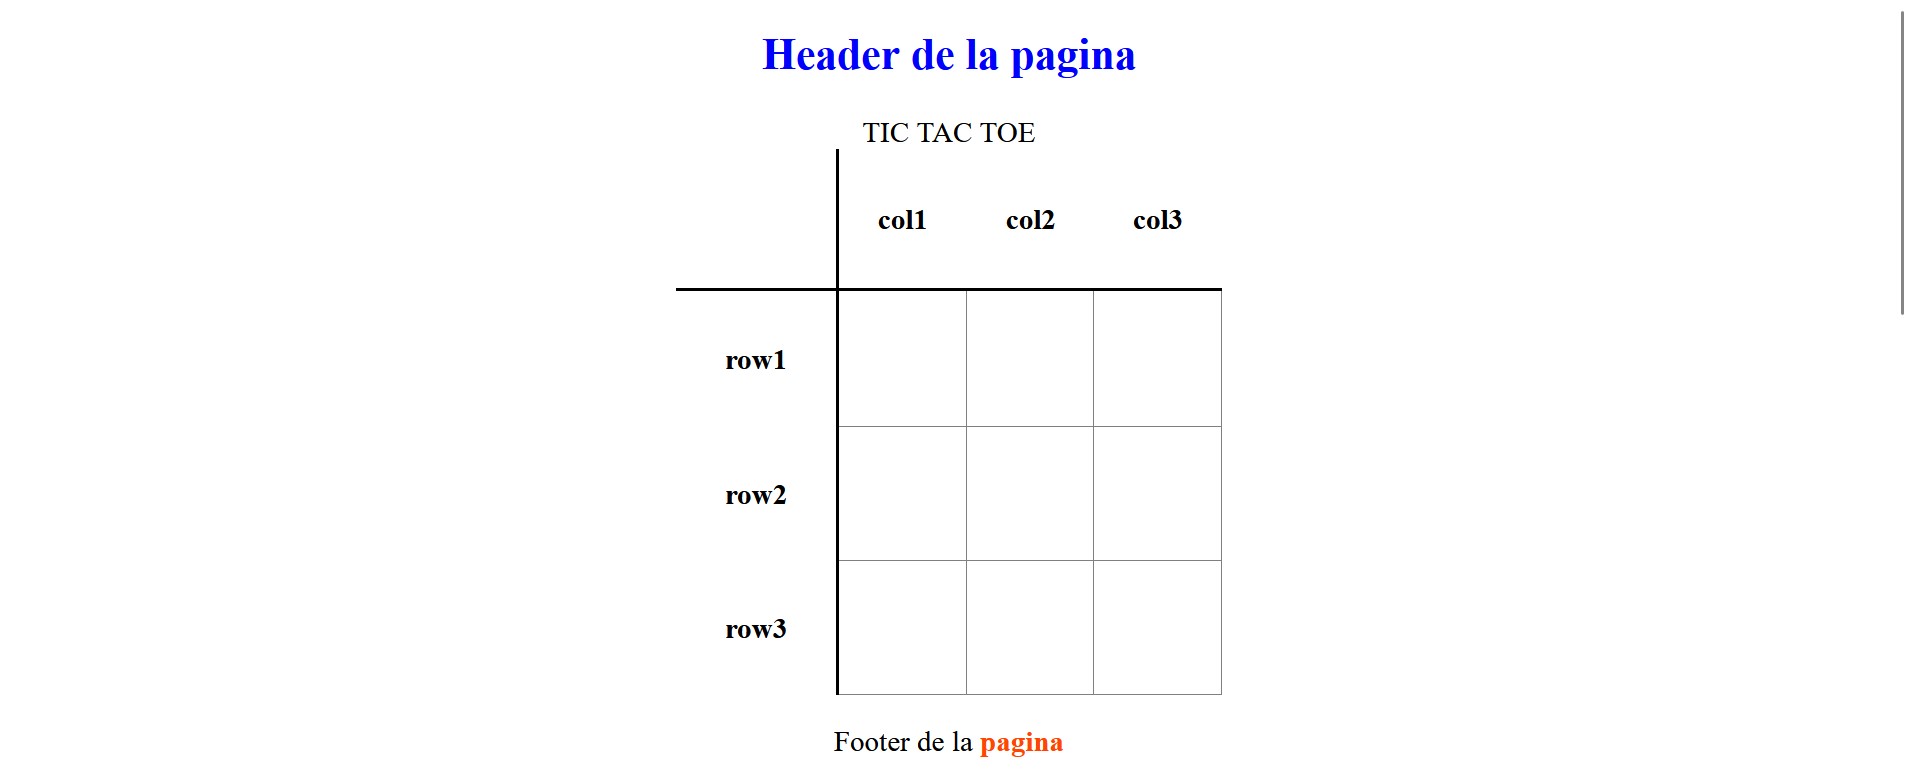 Header de la pagina
TIC TAC TOE
col1 col2 col3
row1
row2
row3
Footer de la pagina